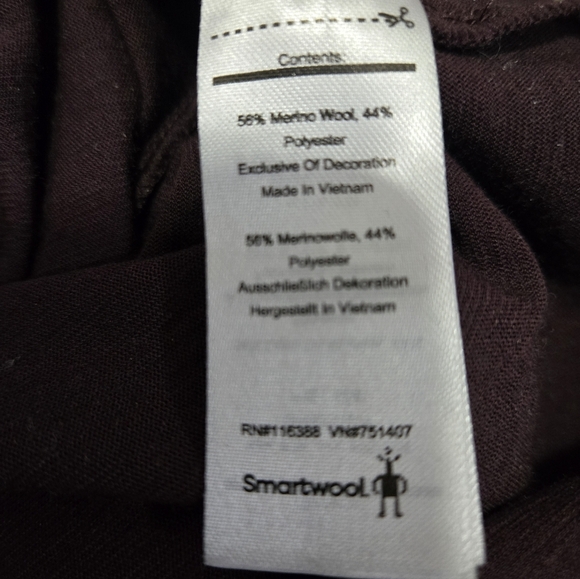 Contents:
56% Merino Wool, 44%
Polyester
Exclusive Of Decoration
Made In Vietnam
56% Merinowolle, 44%
Polyester
Ausschließlich Dekoration
Hergestellt In Vietnam
RN#116388 VN#751407
Smartwool